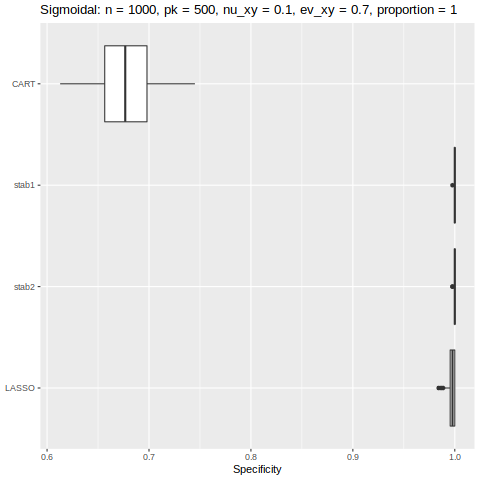 Sigmoidal: n = 1000, pk = 500, nu_xy = 0.1, ev_xy = 0.7, proportion = 1
CART
stab1
stab2
LASSO
0.6 0.7 0.8 0.9 1.0
Specificity